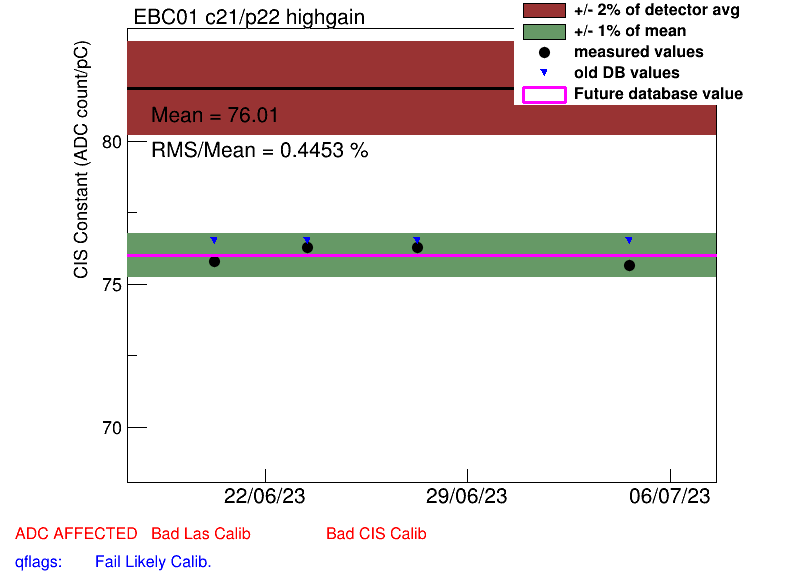 EBC01 c21/p22 highgain
+/- 2% of detector avg
+/- 1% of mean
measured values
old DB values
Future database value
Mean = 76.01
RMS/Mean = 0.4453 %
CIS Constant (ADC count/pC)
80
75
70
22/06/23 29/06/23 06/07/23
ADC AFFECTED Bad Las Calib Bad CIS Calib
qflags: Fail Likely Calib.